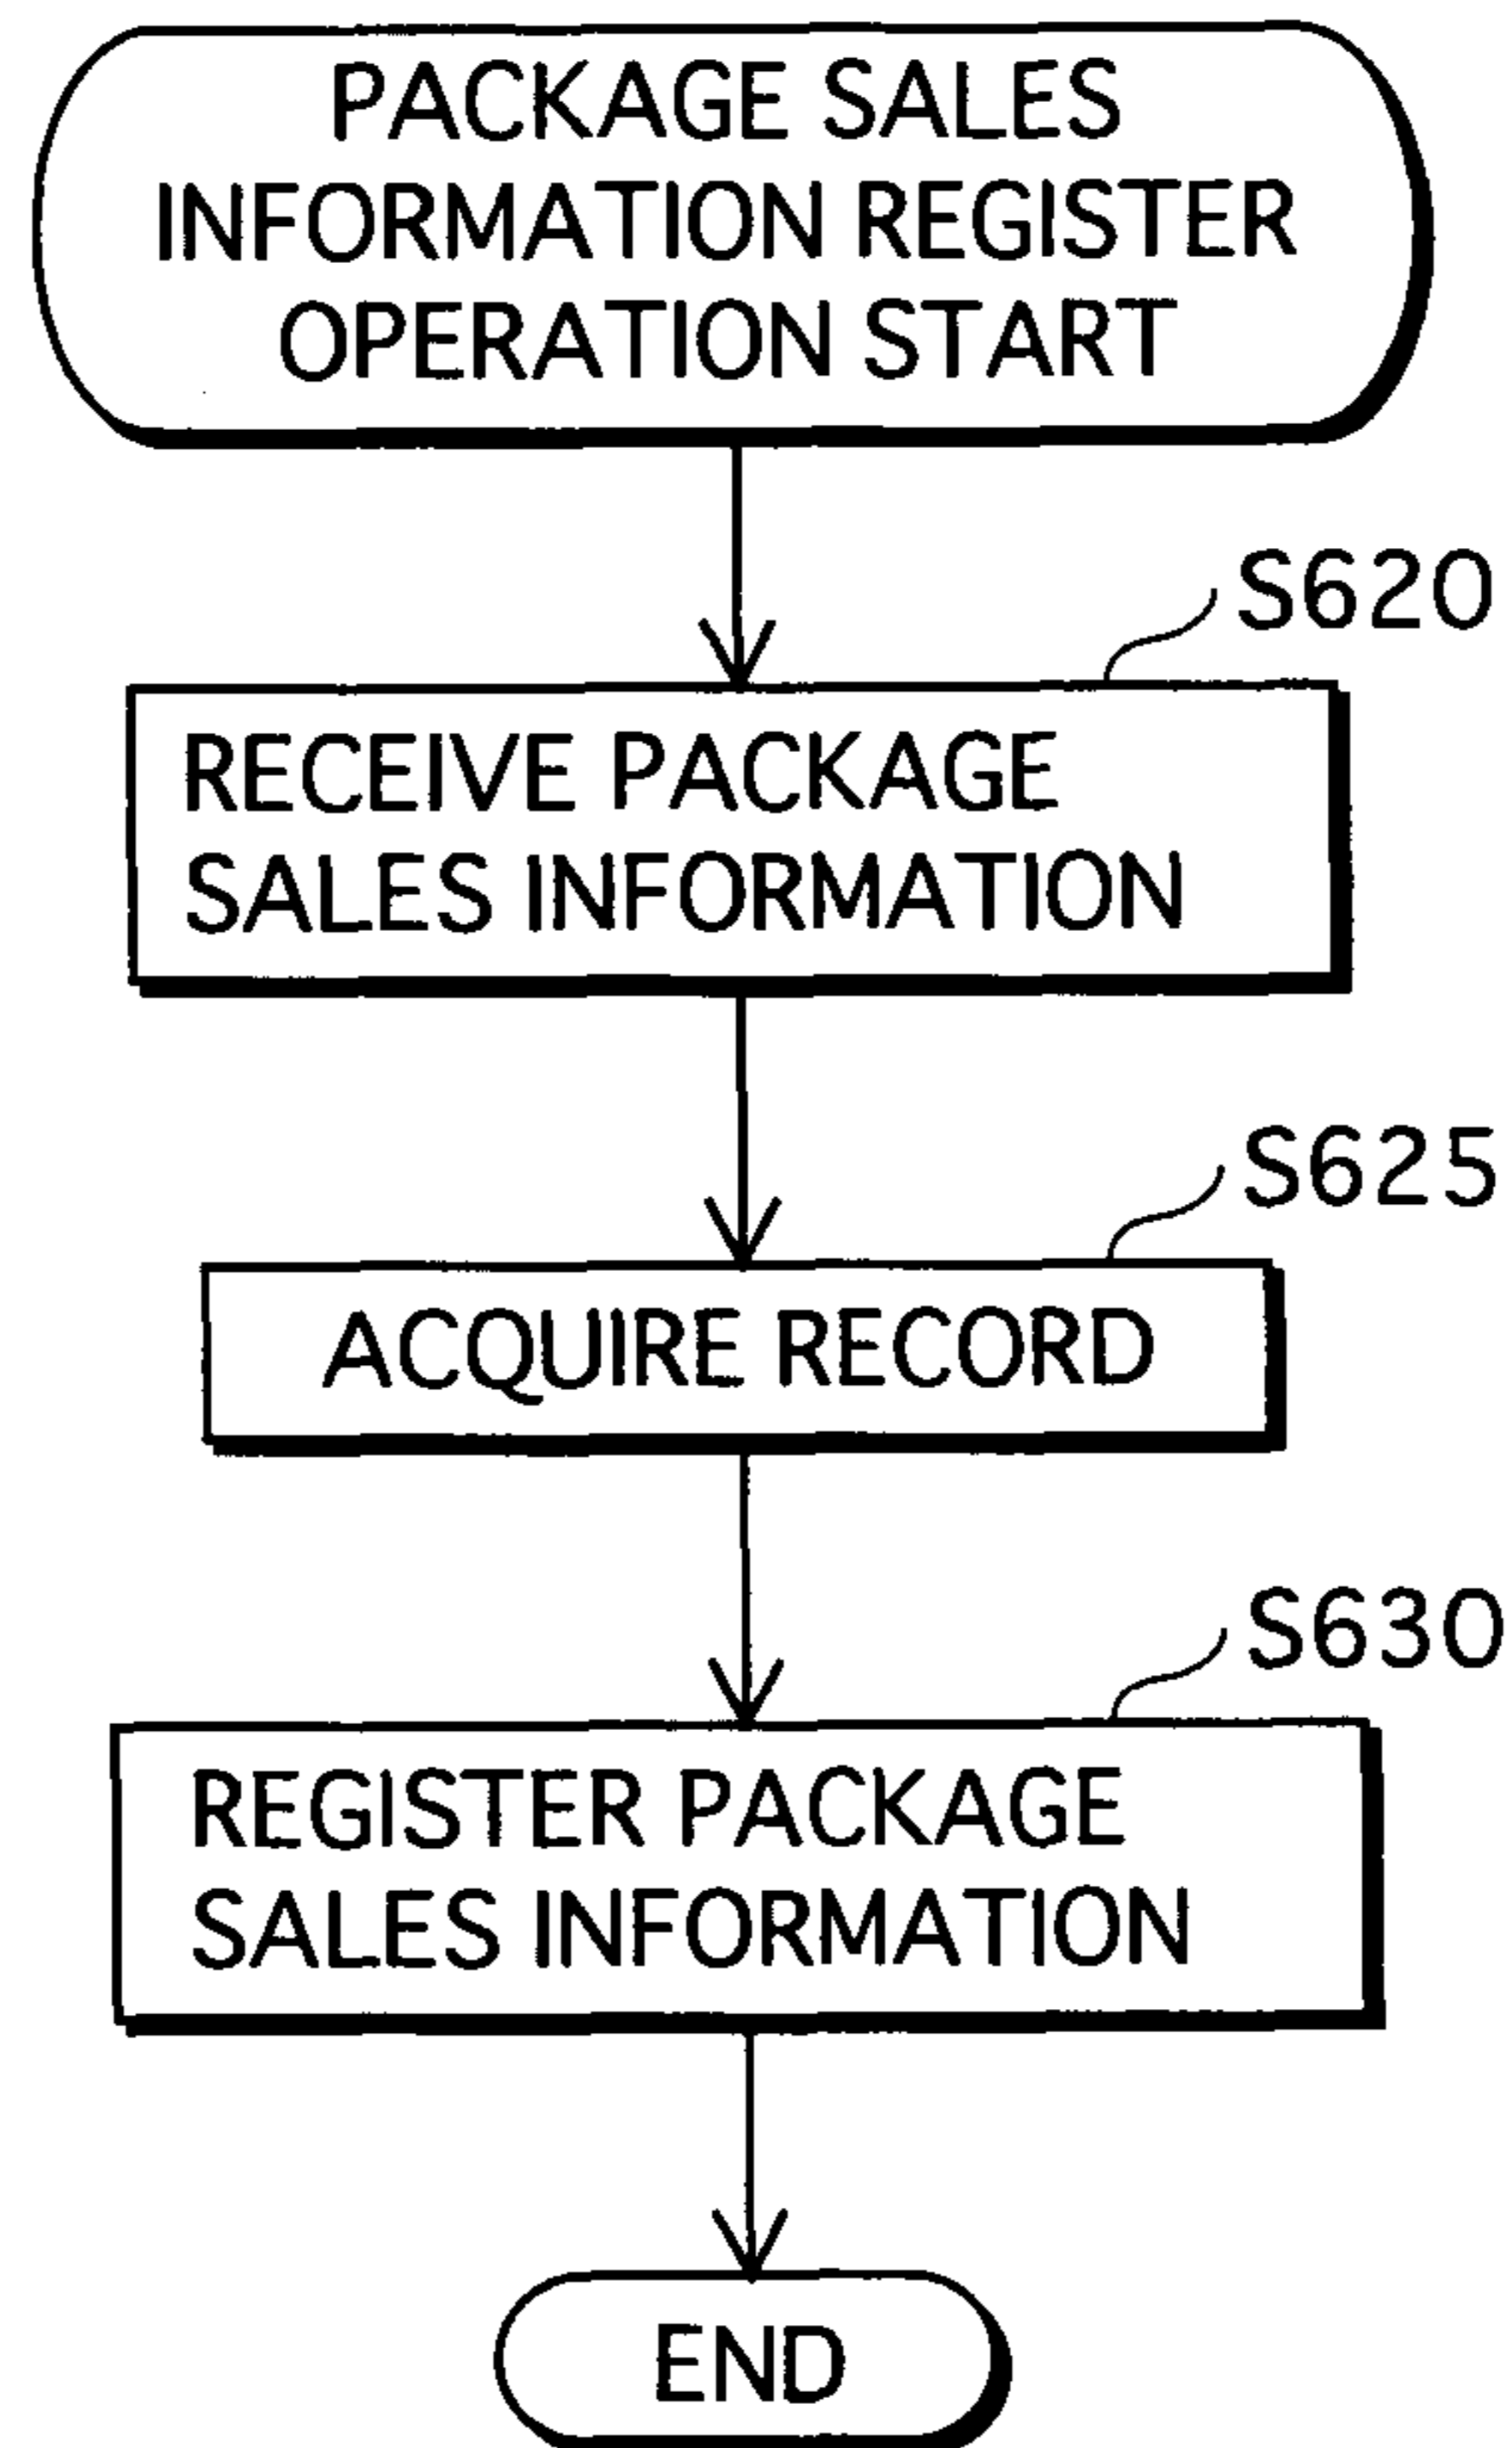 PACKAGE SALES
INFORMATION REGISTER
OPERATION START
S620
RECEIVE PACKAGE
SALES INFORMATION
S625
ACQUIRE RECORD
S630
REGISTER PACKAGE
SALES INFORMATION
END